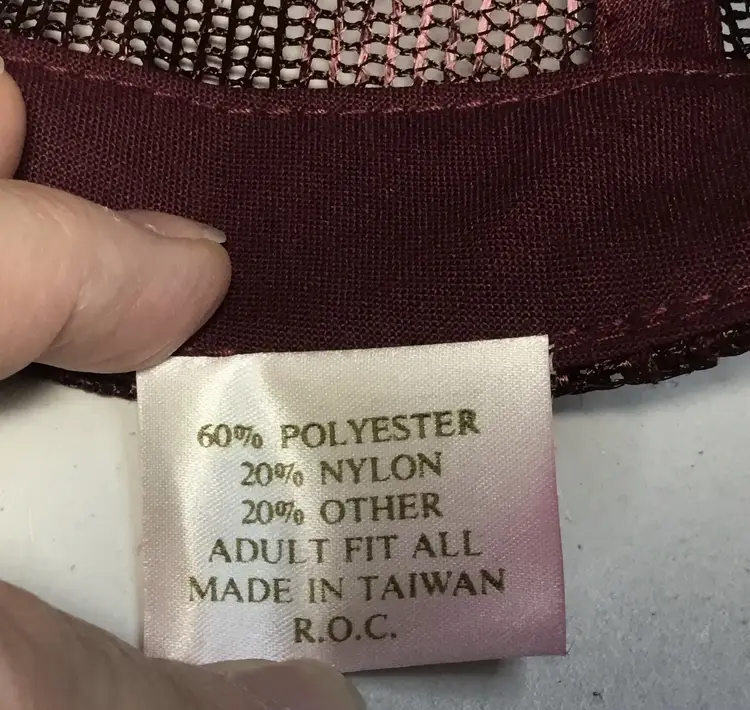 60% POLYESTER
20% NYLON
20% OTHER
ADULT FIT ALL
MADE IN TAIWAN
R.O.C.